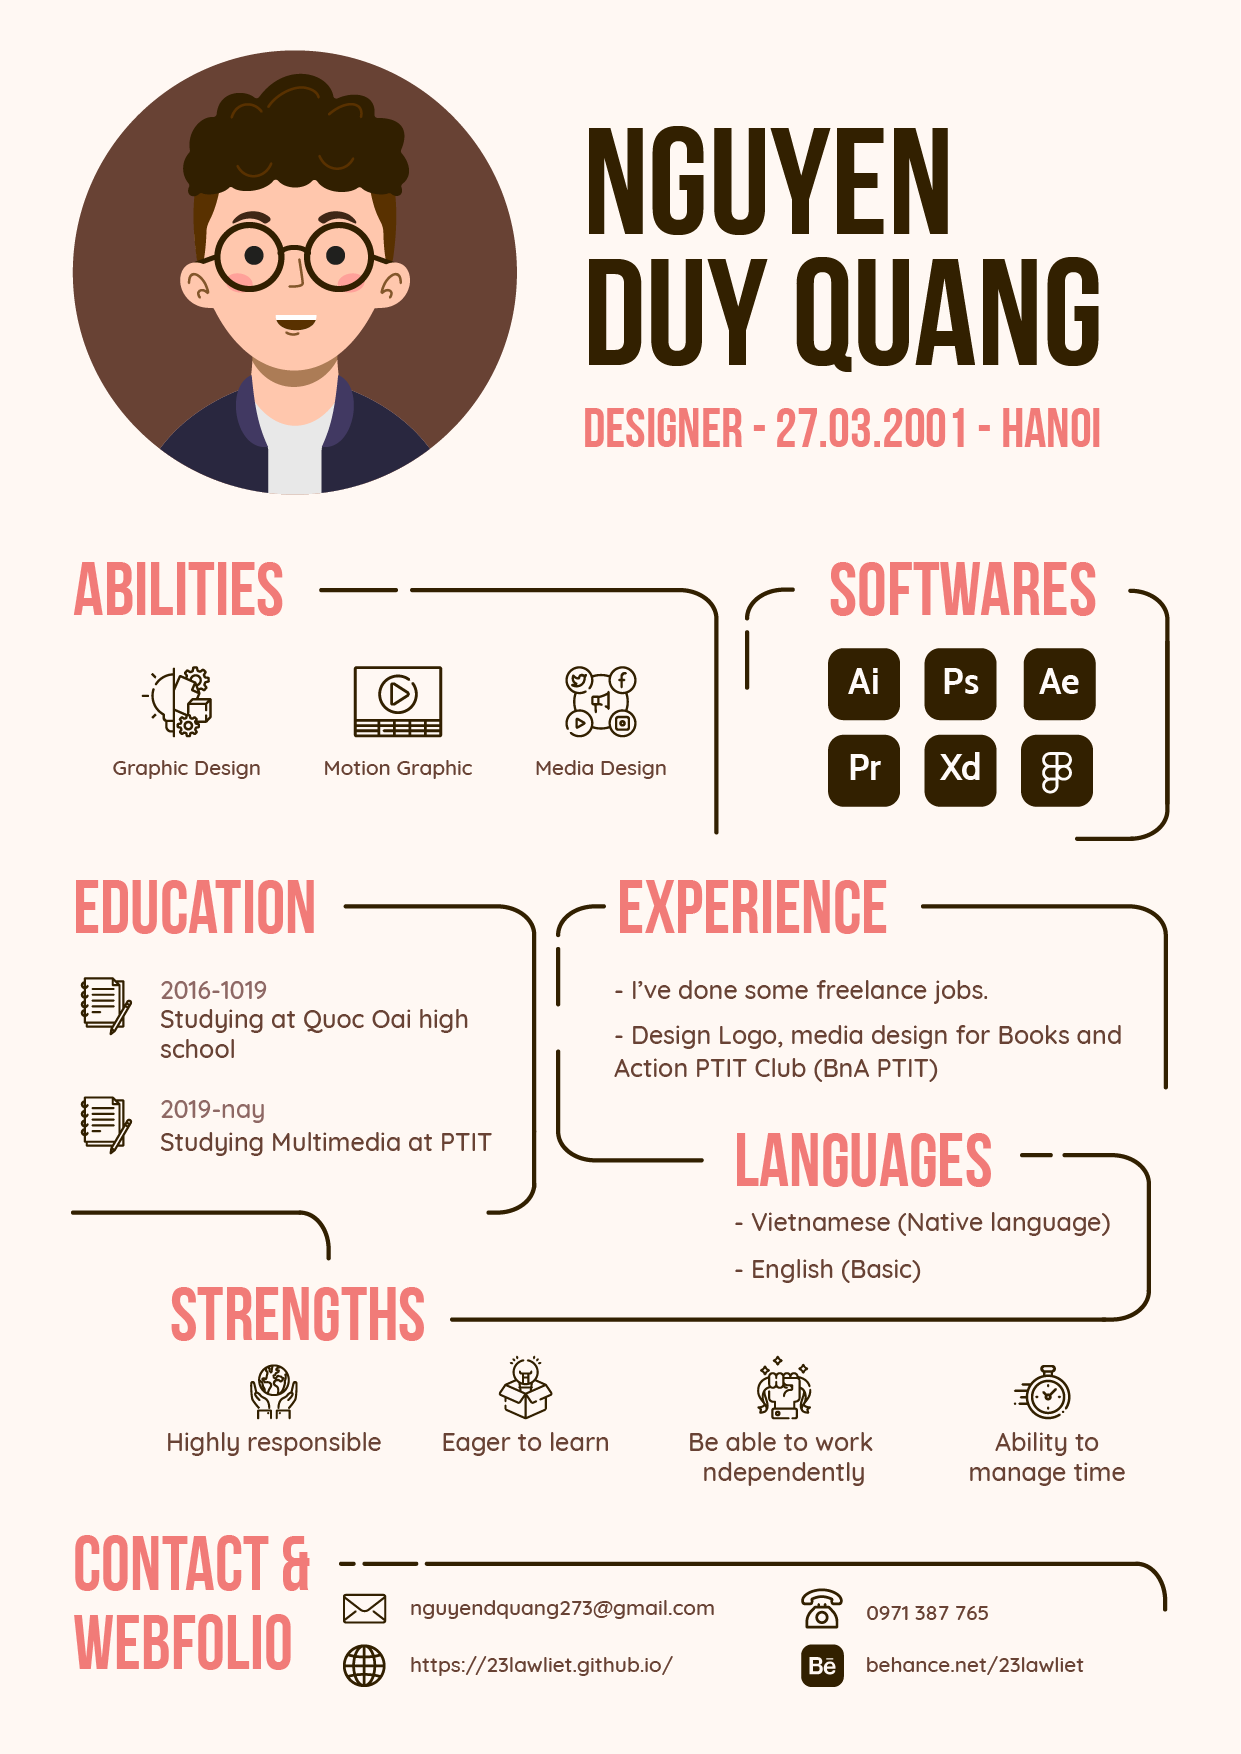 NGUYEN
DUY QUANG
DESIGNER - 27.03.2001 - HANOI
ABILITIES
Graphic Design
Motion Graphic
Media Design
SOFTWARES
Ai
Ps
Ae
Pr
Xd
EDUCATION
2016-1019
Studying at Quoc Oai high
school
2019-nay
Studying Multimedia at PTIT
EXPERIENCE
- I’ve done some freelance jobs.
- Design Logo, media design for Books and
Action PTIT Club (BnA PTIT)
LANGUAGES
- Vietnamese (Native language)
- English (Basic)
STRENGTHS
Highly responsible
Eager to learn
Be able to work
ndependently
Ability to
manage time
CONTACT &
WEBFOLIO
nguyendquang273@gmail.com
0971 387 765
https://23lawliet.github.io/
Bē
behance.net/23lawliet